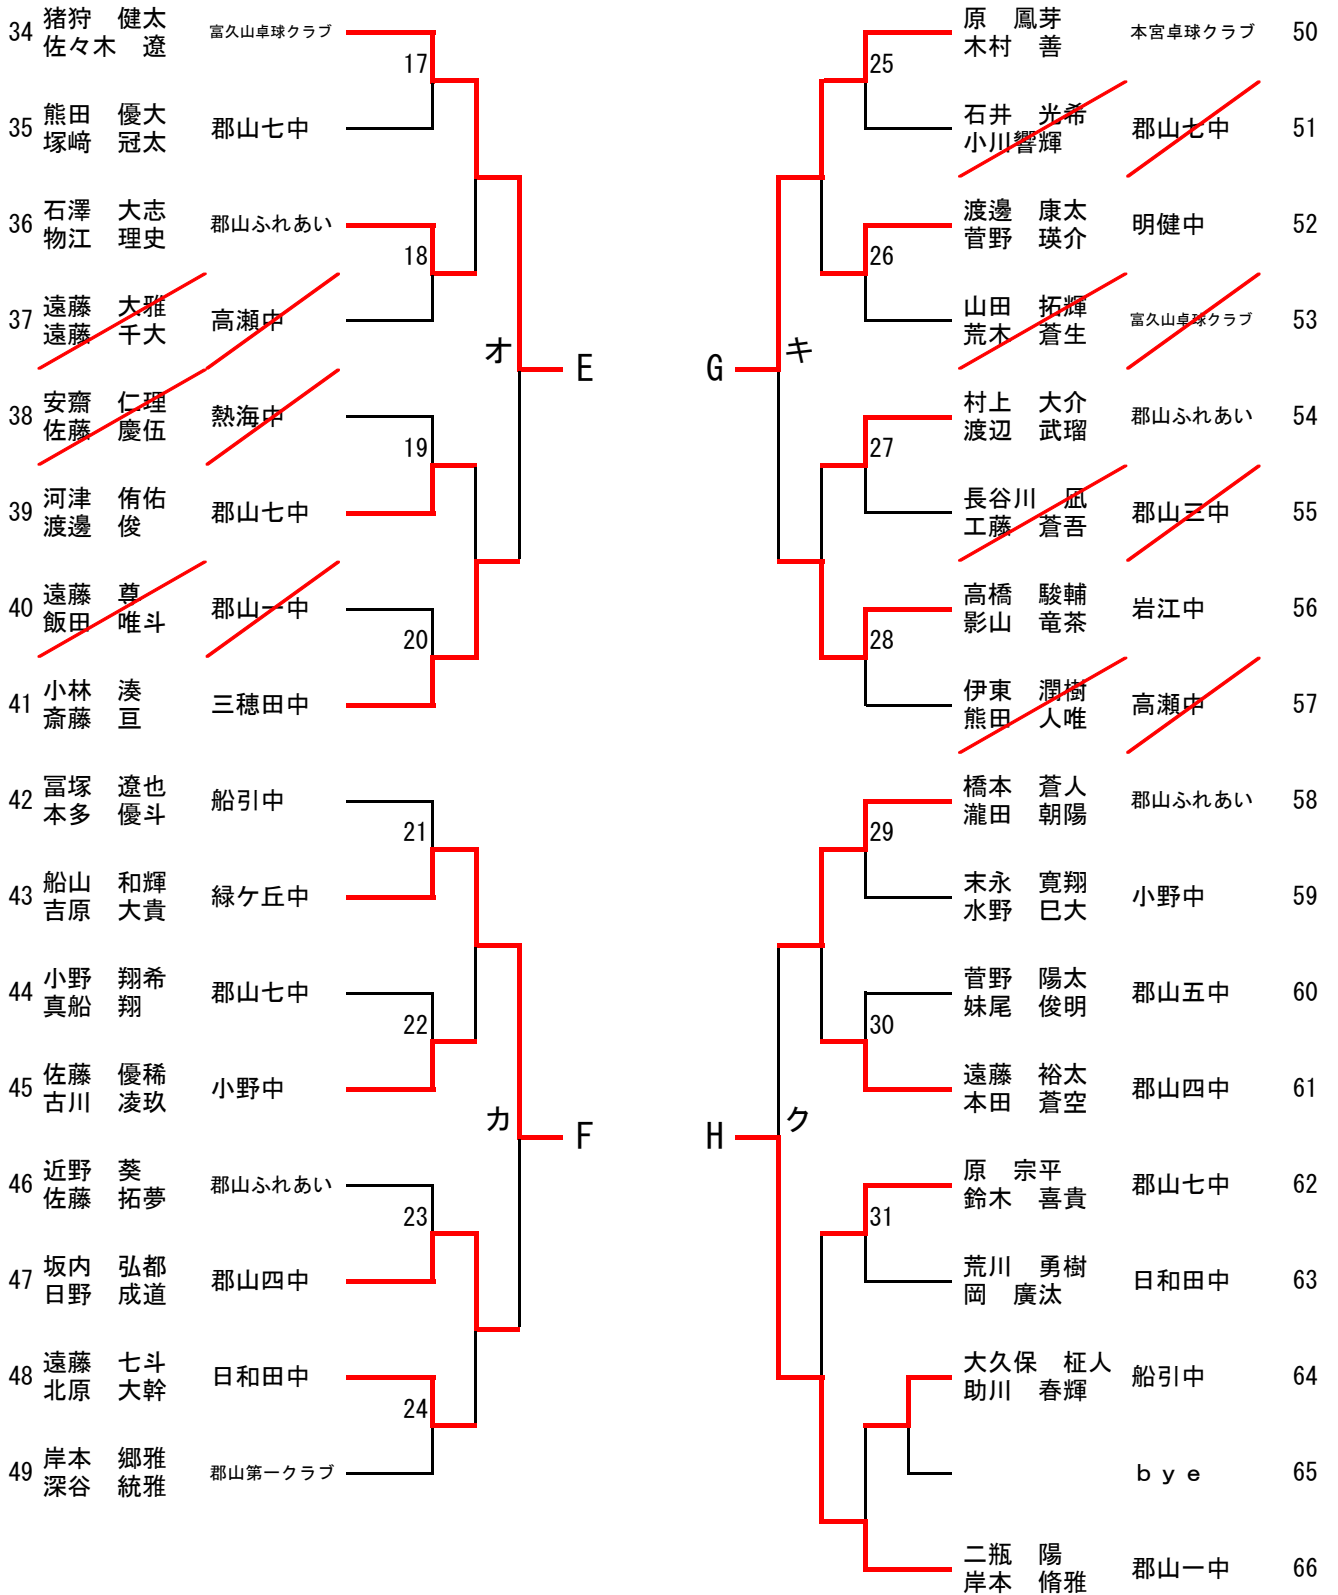 34 猪狩　健太 富久山卓球クラブ
佐々木　遼
17
35 熊田　優大 郡山七中
塚﨑　冠太
36 石澤　大志 郡山ふれあい
物江　理史
18
37 遠藤　大雅 高瀬中
遠藤　千大
オ E
38 安齋　仁理 熱海中
佐藤　慶伍
19
39 河津　侑佑 郡山七中
渡邊　俊
40 遠藤　尊 郡山一中
飯田　唯斗
20
41 小林　湊 三穂田中
斎藤　亘
42 冨塚　遼也 船引中
本多　優斗
21
43 船山　和輝 緑ケ丘中
吉原　大貴
44 小野　翔希 郡山七中
真船　翔
22
45 佐藤　優稀 小野中
古川　凌玖
カ F
46 近野　葵 郡山ふれあい
佐藤　拓夢
23
47 坂内　弘都 郡山四中
日野　成道
48 遠藤　七斗 日和田中
北原　大幹
24
49 岸本　郷雅 郡山第一クラブ
深谷　統雅
原　鳳芽 本宮卓球クラブ 50
木村　善
25
石井　光希 郡山七中 51
小川響輝
渡邊　康太 明健中 52
菅野　瑛介
26
山田　拓輝 富久山卓球クラブ 53
荒木　蒼生
G キ
村上　大介 郡山ふれあい 54
渡辺　武瑠
27
長谷川　凪 郡山三中 55
工藤　蒼吾
高橋　駿輔 岩江中 56
影山　竜茶
28
伊東　潤樹 高瀬中 57
熊田　人唯
橋本　蒼人 郡山ふれあい 58
瀧田　朝陽
29
末永　寛翔 小野中 59
水野　巳大
菅野　陽太 郡山五中 60
妹尾　俊明
30
遠藤　裕太 郡山四中 61
本田　蒼空
H ク
原　宗平 郡山七中 62
鈴木　喜貴
31
荒川　勇樹 日和田中 63
岡　廣汰
大久保　柾人 船引中 64
助川　春輝
ｂｙｅ 65
二瓶　陽 郡山一中 66
岸本　脩雅